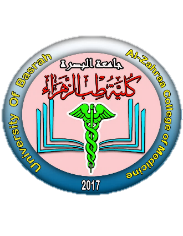 جامعة البصرة
كلية طب الزهراء
University Of Basrah
Al-Zahraa College of Medicine
2017